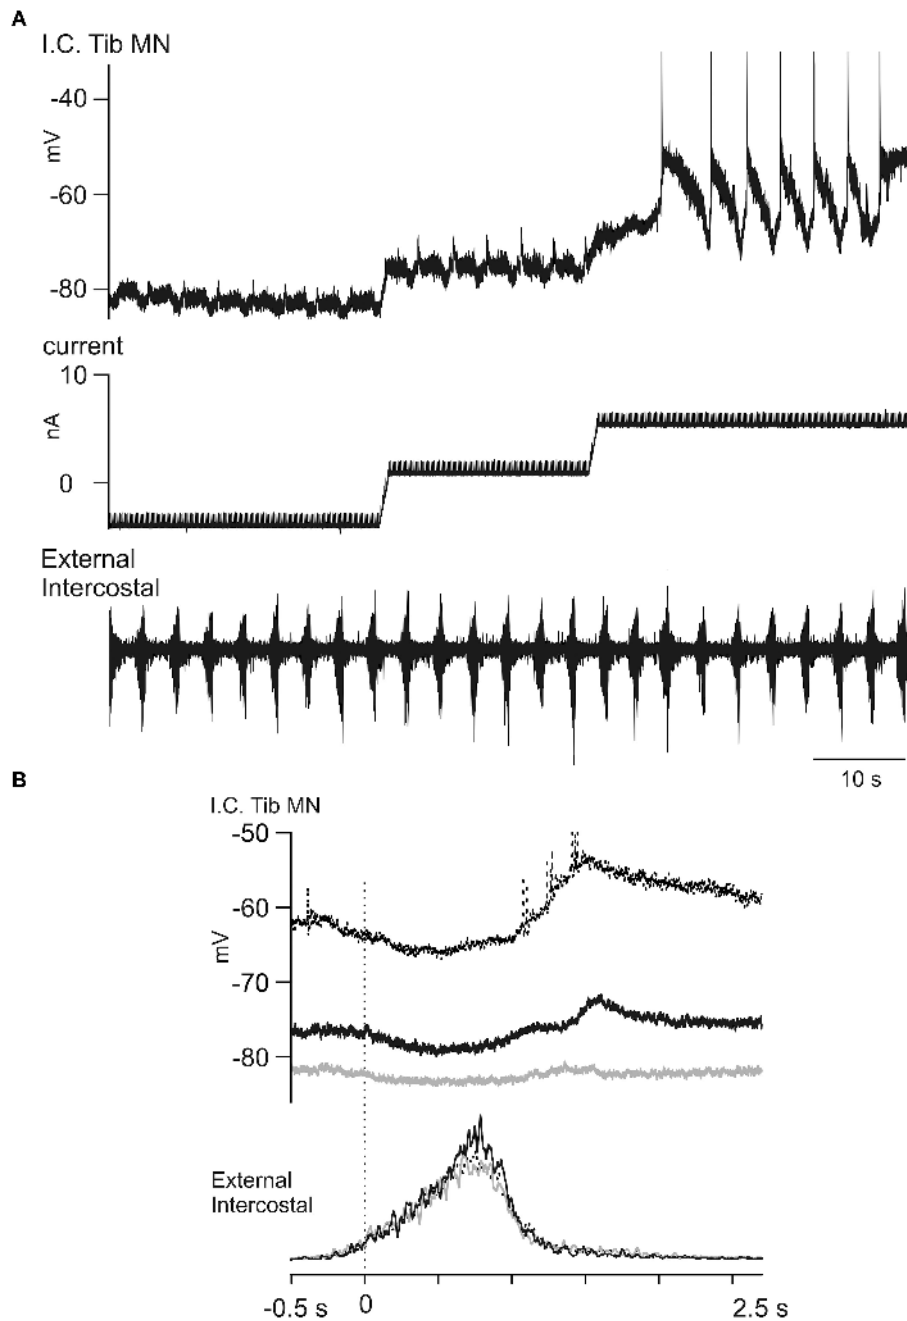 A
I.C. Tib MN
-40
mV
-60
-80
current
10
nA
0
External
Intercostal
10 s
B
I.C. Tib MN
-50
-60
mV
-70
-80
External
Intercostal
-0.5 s
0
2.5 s